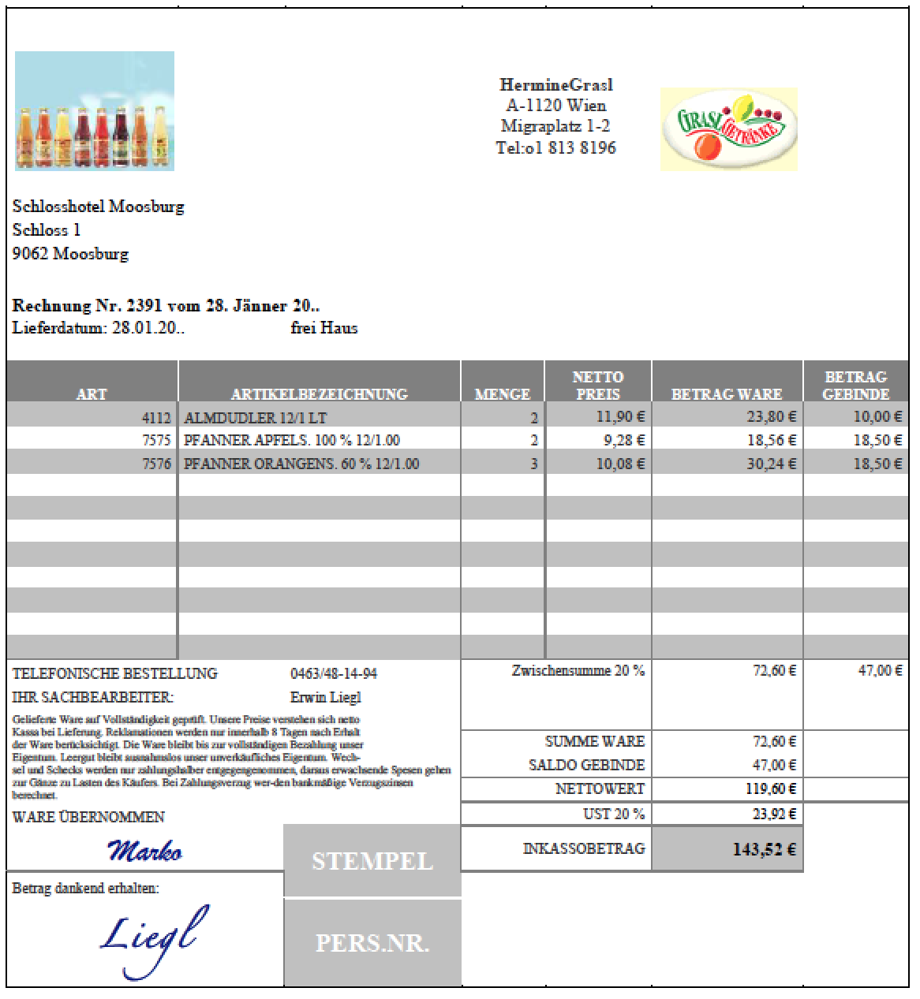 HermineGrasl
A-1120 Wien
Migraplatz 1-2
Tel:o1 813 8196
GRASL
GETRÄNKE
Schlosshotel Moosburg
Schloss 1
9062 Moosburg
Rechnung Nr. 2391 vom 28. Jänner 20..
Lieferdatum: 28.01.20.. frei Haus
ART ARTIKELBEZEICHNUNG MENGE NETTO PREIS BETRAG WARE BETRAG GEBINDE
4112 ALMDUDLER 12/1 LT 2 11,90 € 23,80 € 10,00 €
7575 PFANNER APFELS. 100 % 12/1.00 2 9,28 € 18,56 € 18,50 €
7576 PFANNER ORANGENS. 60 % 12/1.00 3 10,08 € 30,24 € 18,50 €
TELEFONISCHE BESTELLUNG 0463/48-14-94
IHR SACHBEARBEITER: Erwin Liegl
Gelieferte Ware auf Vollständigkeit geprüft. Unsere Preise verstehen sich netto
Kassa bei Lieferung. Reklamationen werden nur innerhalb 8 Tagen nach Erhalt
der Ware berücksichtigt. Die Ware bleibt bis zur vollständigen Bezahlung unser
Eigentum. Leergut bleibt ausnahmslos unser unverkäufliches Eigentum. Wech-
sel und Schecks werden nur zahlungshalber entgegengenommen, daraus erwachsende Spesen gehen
zur Gänze zu Lasten des Käufers. Bei Zahlungsverzug wer-den bankmäßige Verzugszinsen
berechnet.
WARE ÜBERNOMMEN
Marko
Betrag dankend erhalten:
Liegl
STEMPEL
PERS.NR.
Zwischensumme 20 % 72,60 € 47,00 €
SUMME WARE 72,60 €
SALDO GEBINDE 47,00 €
NETTOWERT 119,60 €
UST 20 % 23,92 €
INKASSOBETRAG 143,52 €